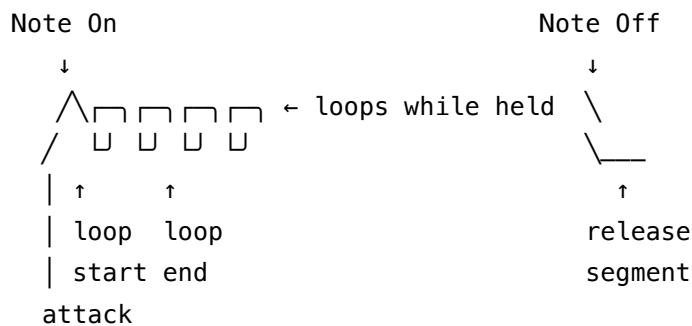 Note On Note Off
↓ ↓
← loops while held
↑ ↑ ↑
loop loop release
start end segment
attack